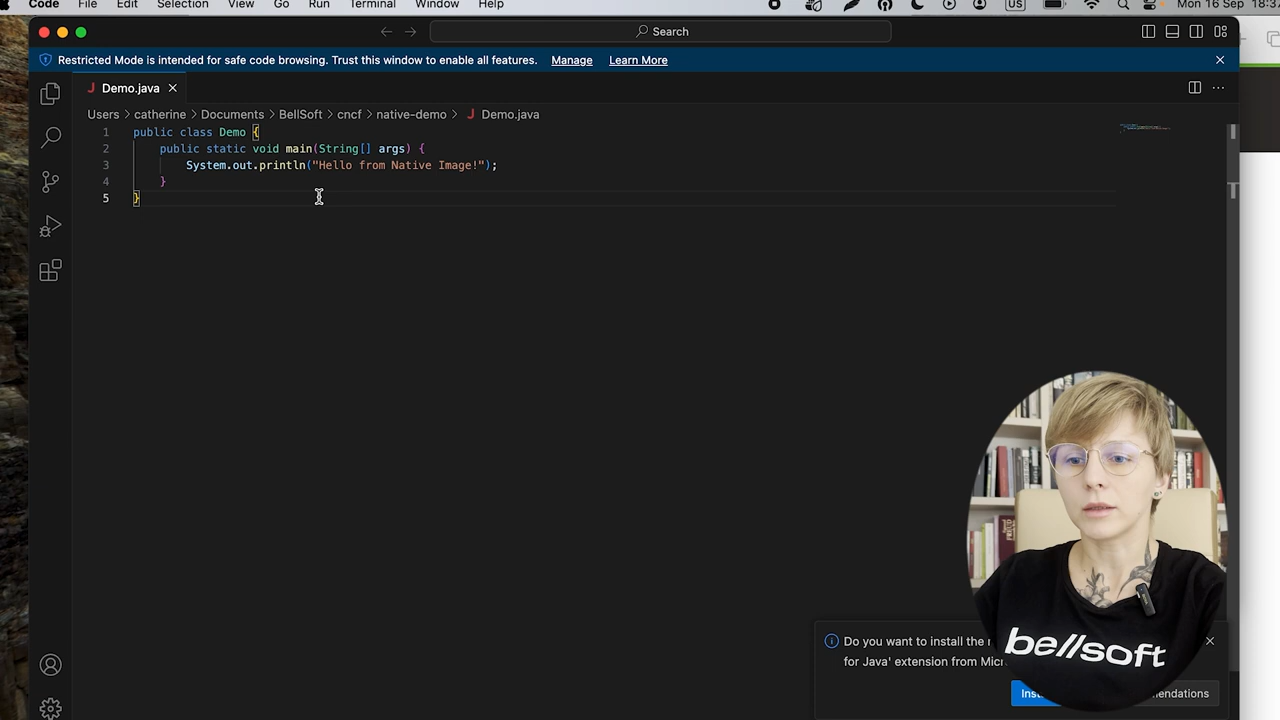 Code File Edit Selection View Go Run Terminal Window Help US Mon 16 Sep 18:37
Search
Restricted Mode is intended for safe code browsing. Trust this window to enable all features. Manage Learn More
J Demo.java
Users > catherine > Documents > BellSoft > cncf > native-demo > J Demo.java
1 public class Demo {
2 public static void main(String[] args) {
3 System.out.println("Hello from Native Image!");
4 }
5 }
Do you want to install the
for Java' extension from
bellsoft